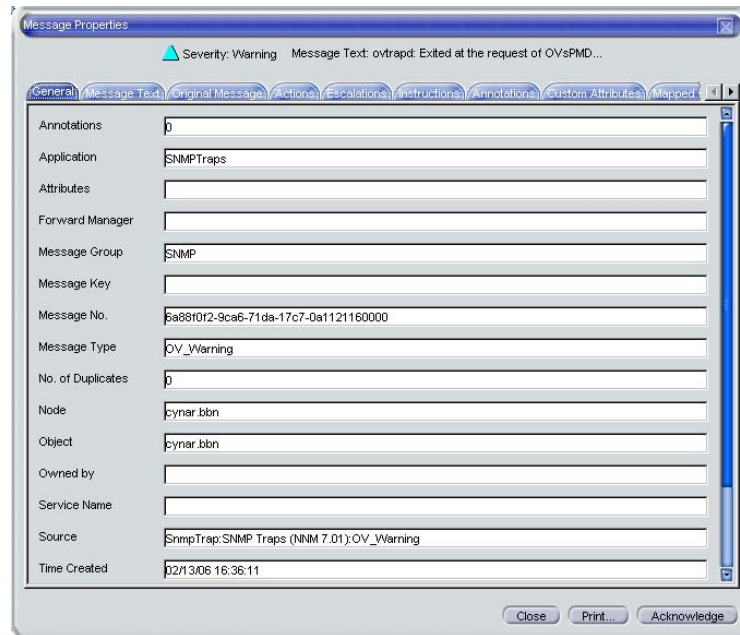 Message Properties
Severity: Warning Message Text: ovtrapd: Exited at the request of OVsPMD...
General Message Text Original Message Actions Escalations Instructions Annotations Custom Attributes Mapped
Annotations 0
Application SNMPTraps
Attributes
Forward Manager
Message Group SNMP
Message Key
Message No. 6a88f0f2-9ca6-71da-17c7-0a1121160000
Message Type OV_Warning
No. of Duplicates 0
Node cynar.bbn
Object cynar.bbn
Owned by
Service Name
Source SnmpTrap:SNMP Traps (NNM 7.01):OV_Warning
Time Created 02/13/06 16:36:11
Close Print... Acknowledge